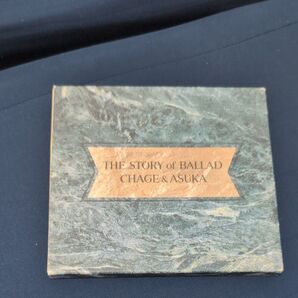 THE STORY of BALLAD
CHAGE & ASUKA